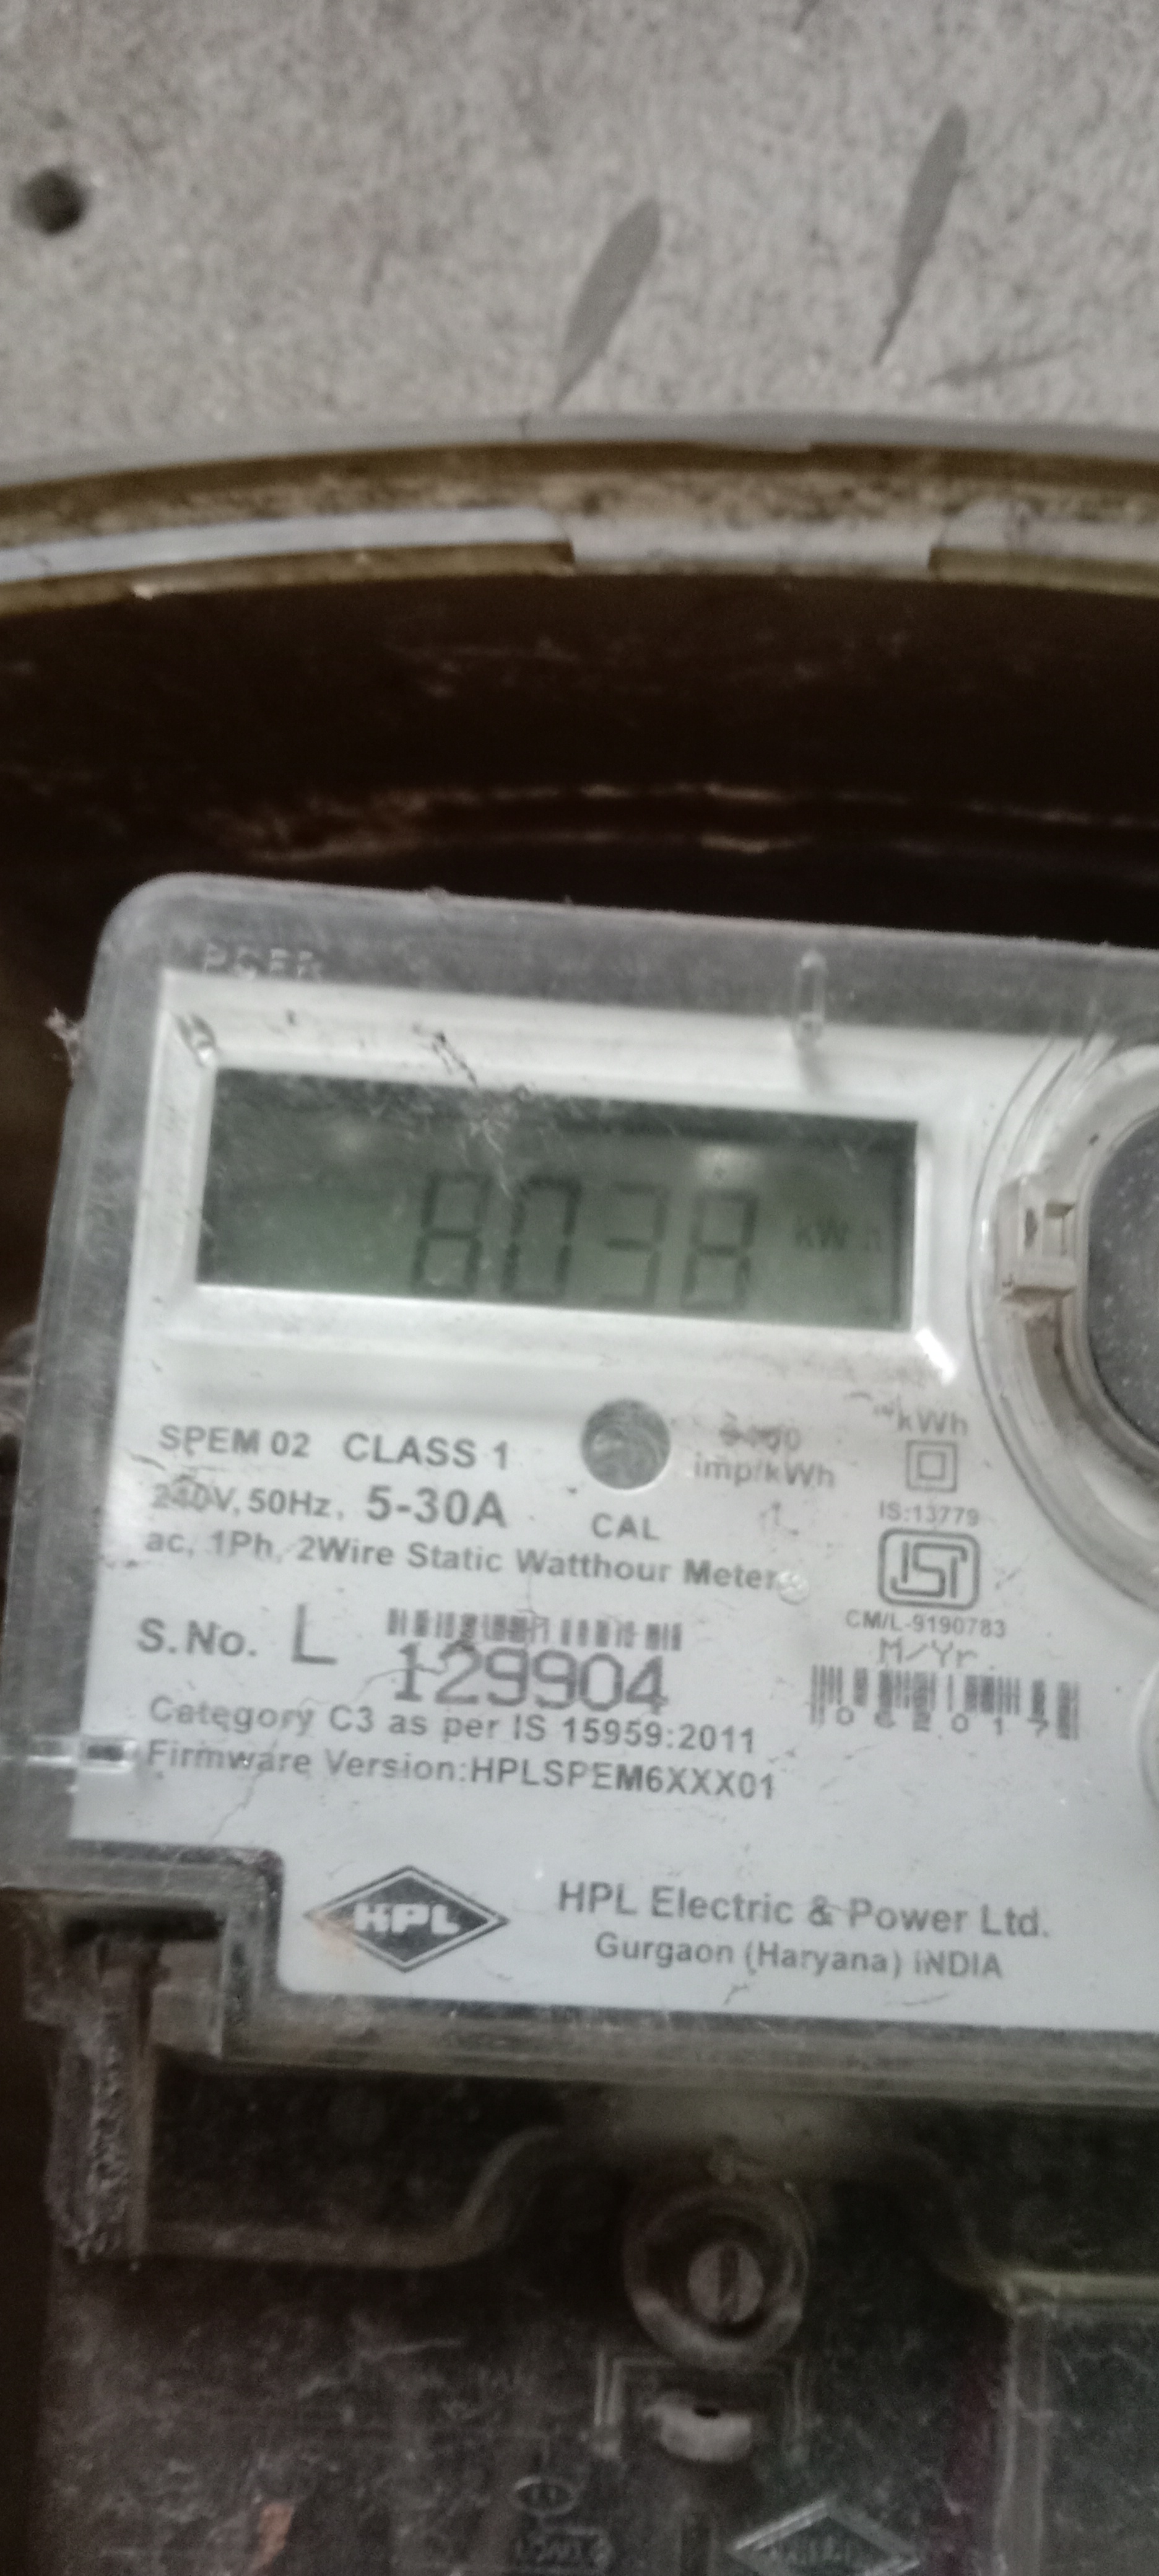 8038 kWh
SPEM 02 CLASS 1
240V, 50Hz, 5-30A
ac, 1Ph, 2Wire Static Watthour Meter
CAL
imp/kWh
kWh
IS:13779
ISI
CM/L-9190783
M/Yr
062017
S.No. L 129904
Category C3 as per IS 15959:2011
Firmware Version:HPLSPEM6XXX01
HPL
HPL Electric & Power Ltd.
Gurgaon (Haryana) INDIA